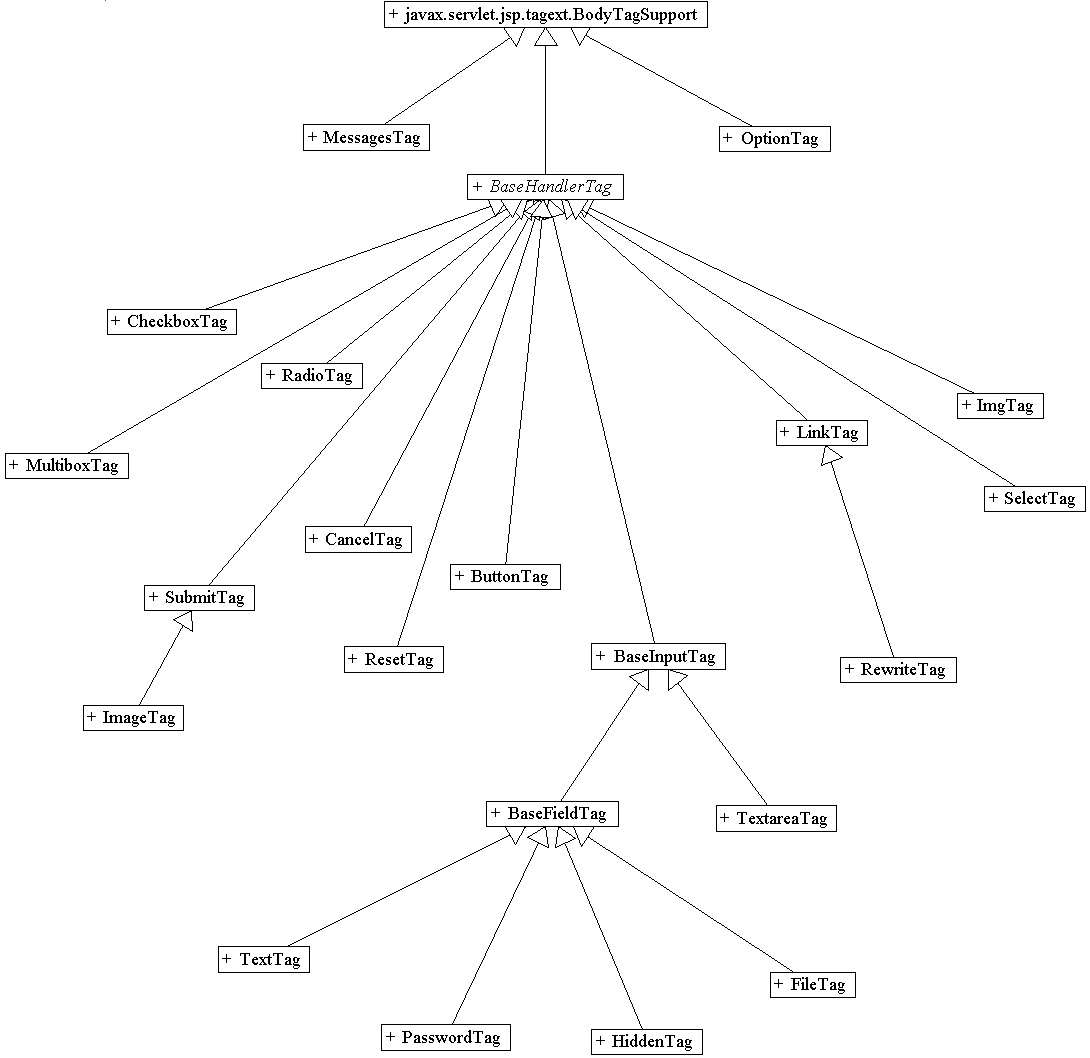 + javax.servlet.jsp.tagext.BodyTagSupport
+ MessagesTag
+ OptionTag
+ BaseHandlerTag
+ CheckboxTag
+ RadioTag
+ ImgTag
+ LinkTag
+ MultiboxTag
+ SelectTag
+ CancelTag
+ ButtonTag
+ SubmitTag
+ ResetTag
+ BaseInputTag
+ RewriteTag
+ ImageTag
+ BaseFieldTag
+ TextareaTag
+ TextTag
+ FileTag
+ PasswordTag
+ HiddenTag